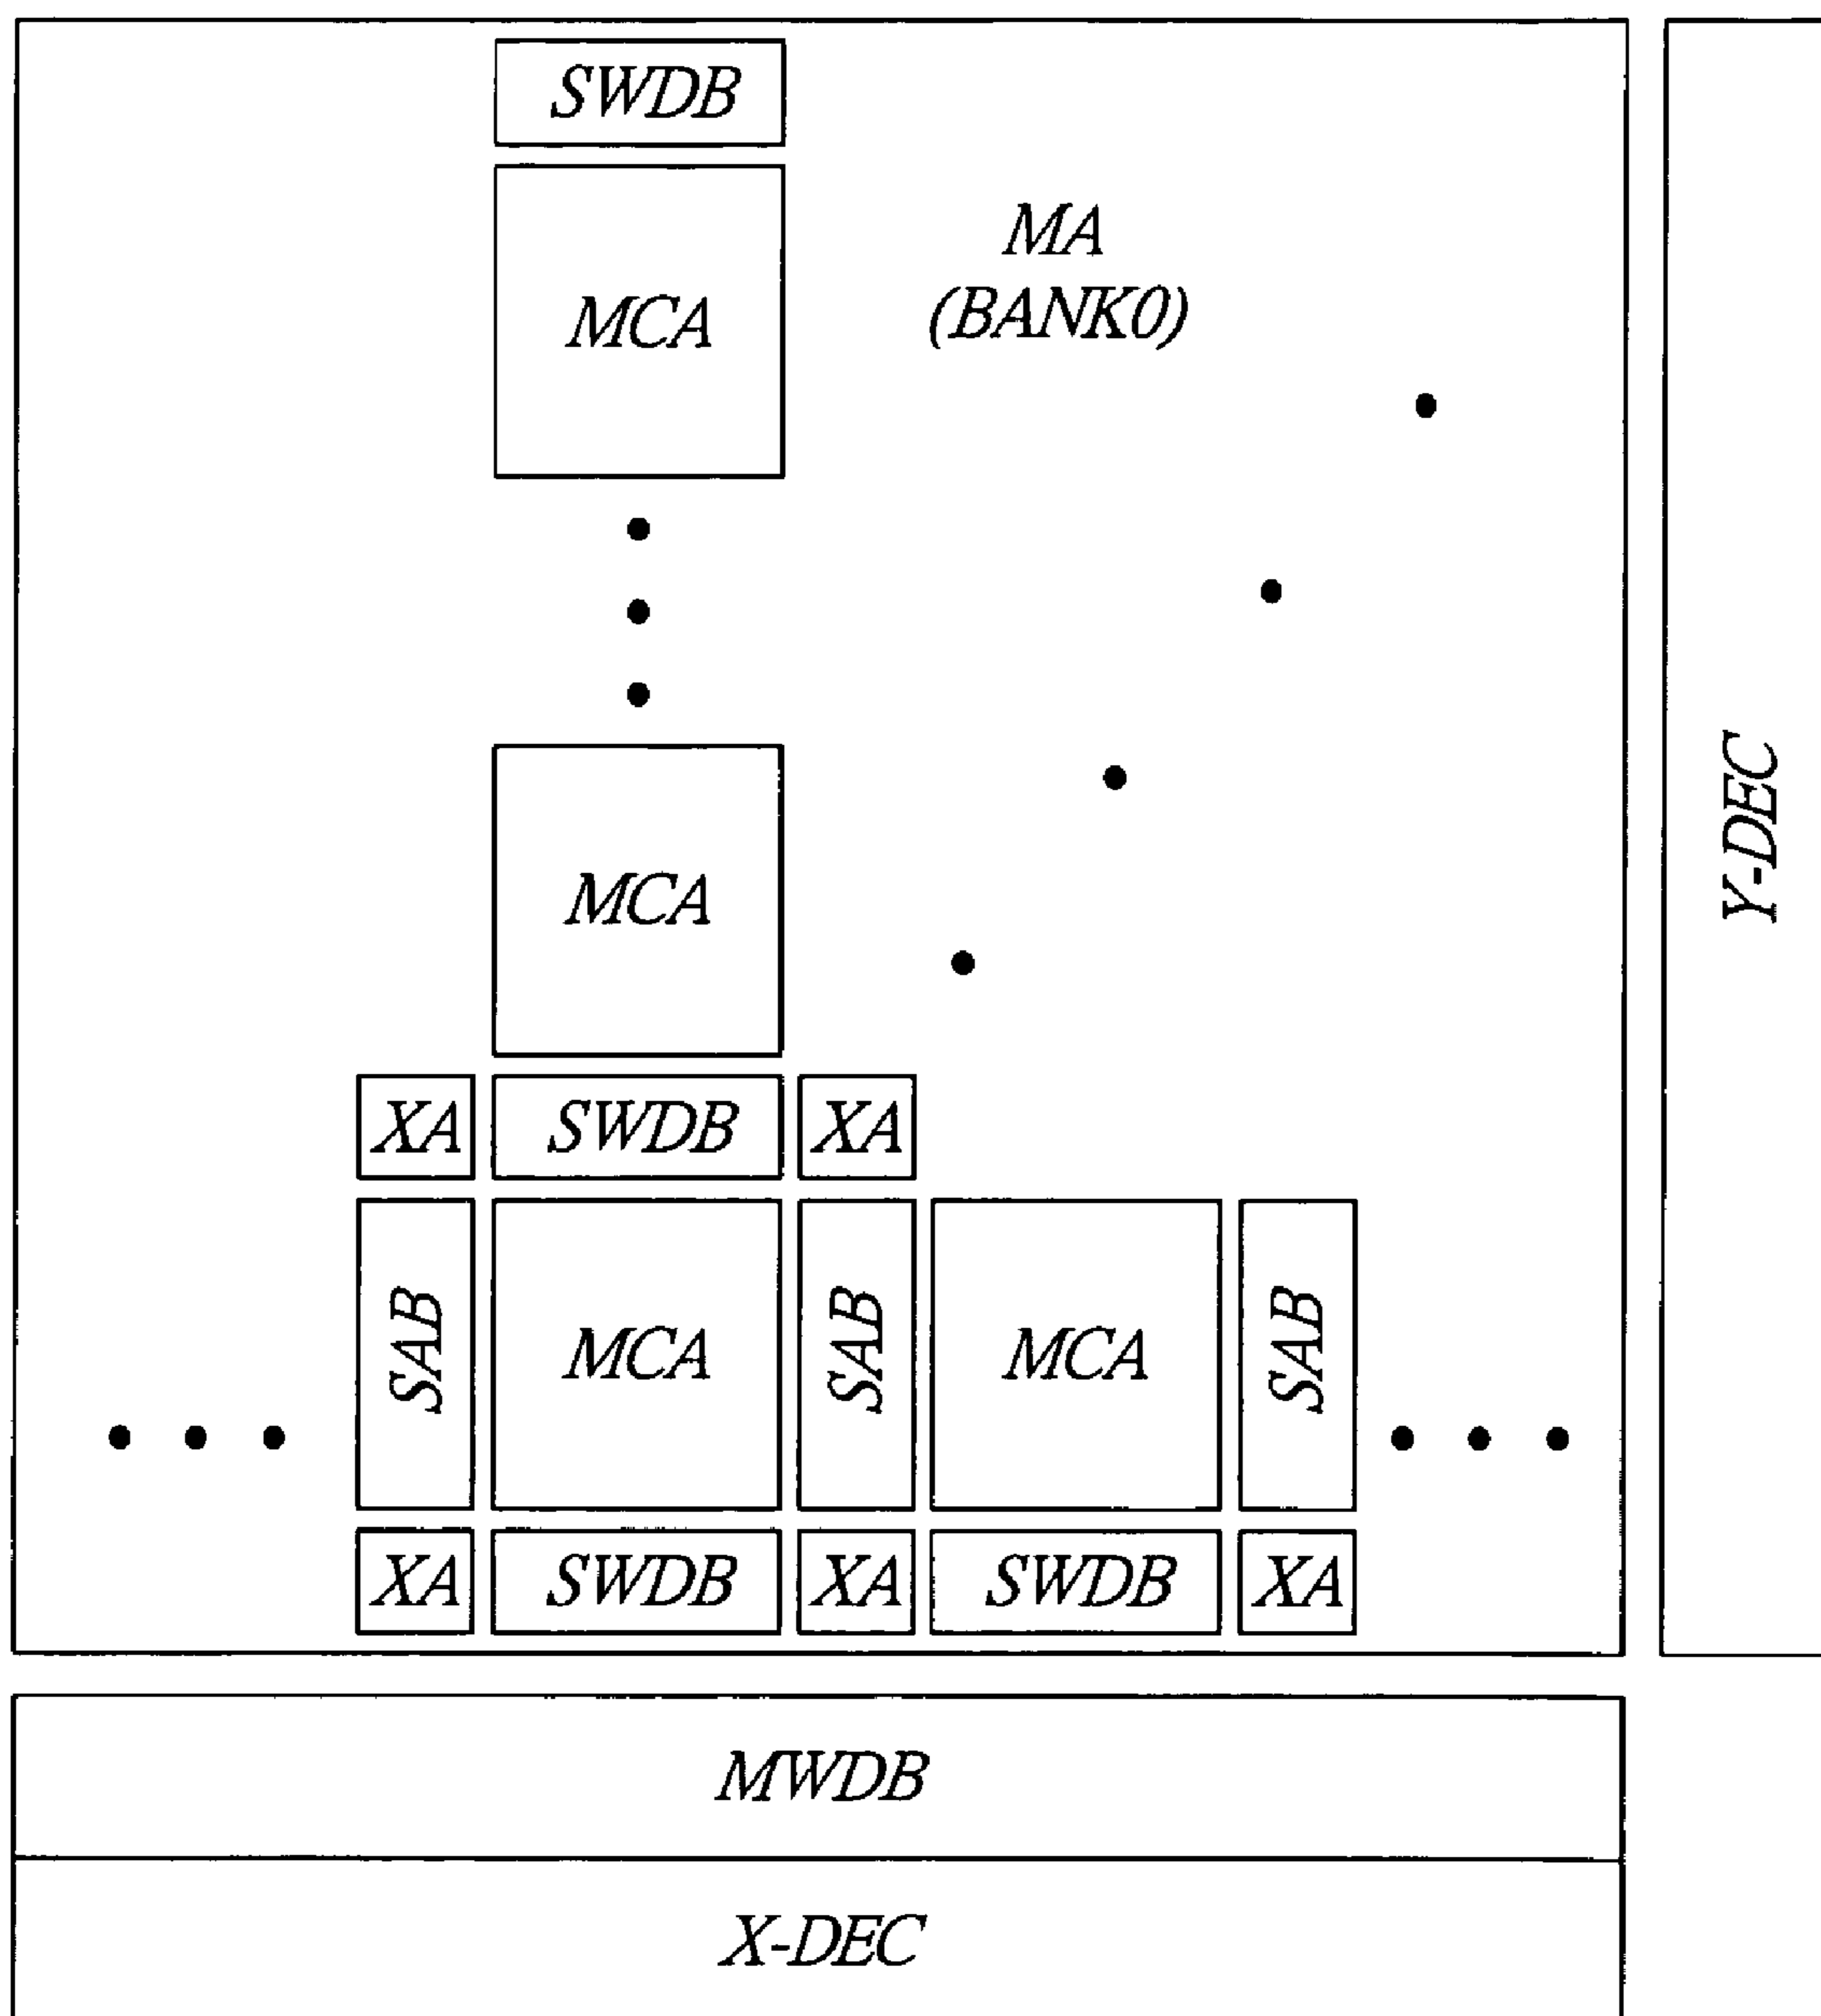 SWDB
MCA
MA
(BANK0)
MCA
Y-DEC
XA SWDB XA
SAB MCA SAB MCA SAB
XA SWDB XA SWDB XA
MWDB
X-DEC